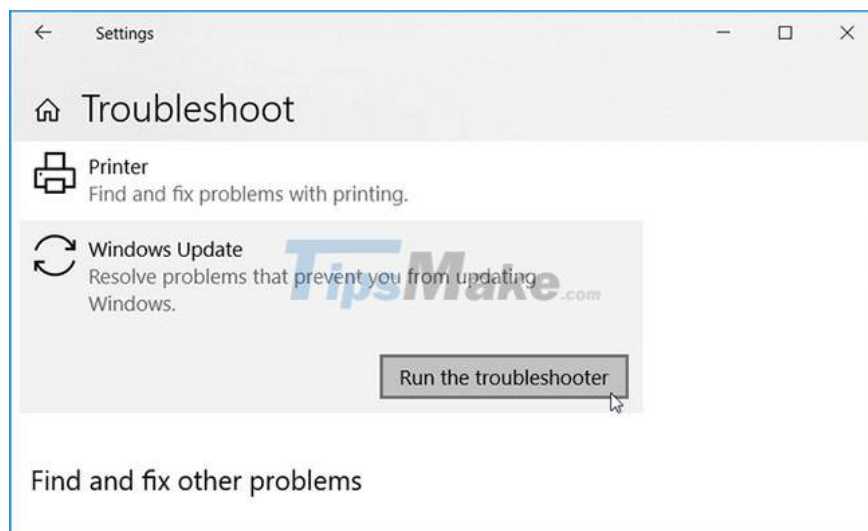 Settings
Troubleshoot
Printer
Find and fix problems with printing.
Windows Update
Resolve problems that prevent you from updating
Windows.
TipsMake.com
Run the troubleshooter
Find and fix other problems